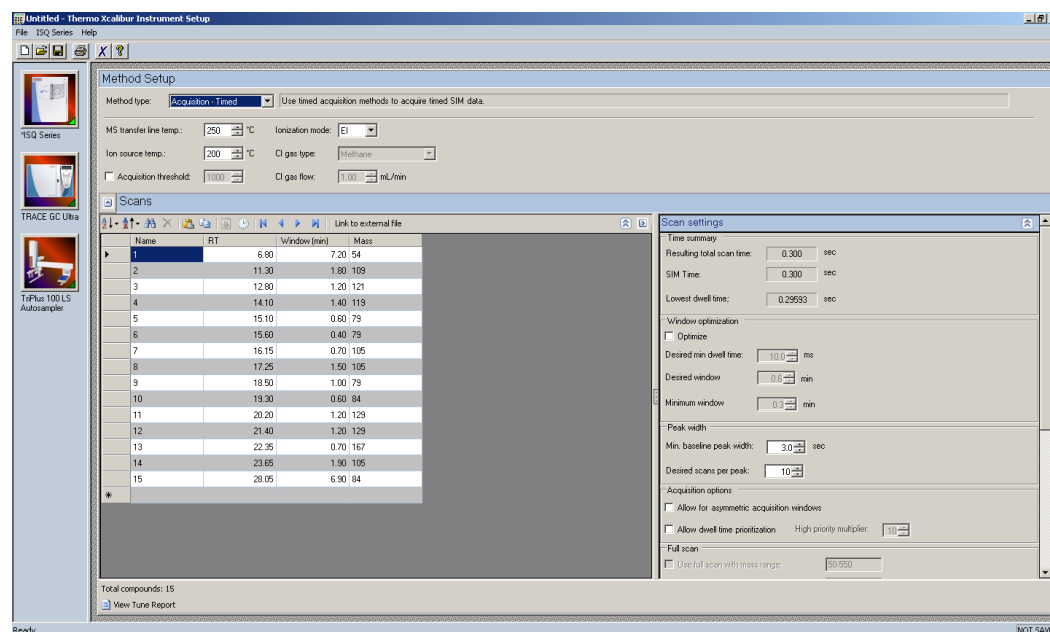 Untitled - Thermo Xcalibur Instrument Setup
File ISQ Series Help
Method Setup
Method type: Acquisition - Timed Use timed acquisition methods to acquire timed SIM data.
MS transfer line temp.: 250 °C Ionization mode: EI
Ion source temp.: 200 °C CI gas type: Methane
Acquisition threshold: 1000 CI gas flow: 1.00 mL/min
*ISQ Series
TRACE GC Ultra
TriPlus 100 LS
Autosampler
Scans
Link to external file
Name RT Window (min) Mass
1 6.80 7.20 54
2 11.30 1.80 109
3 12.80 1.20 121
4 14.10 1.40 119
5 15.10 0.60 79
6 15.60 0.40 79
7 16.15 0.70 105
8 17.25 1.50 105
9 18.50 1.00 79
10 19.30 0.60 84
11 20.20 1.20 129
12 21.40 1.20 129
13 22.35 0.70 167
14 23.65 1.90 105
15 28.05 6.90 84
Scan settings
Time summary
Resulting total scan time: 0.300 sec
SIM Time: 0.300 sec
Lowest dwell time: 0.29593 sec
Window optimization
Optimize
Desired min dwell time: 10.0 ms
Desired window 0.6 min
Minimum window 0.3 min
Peak width
Min. baseline peak width: 3.0 sec
Desired scans per peak: 10
Acquisition options
Allow for asymmetric acquisition windows
Allow dwell time prioritization High priority multiplier: 10
Full scan
Use full scan with mass range: 50-550
Total compounds: 15
View Tune Report
Ready
NOT SAV